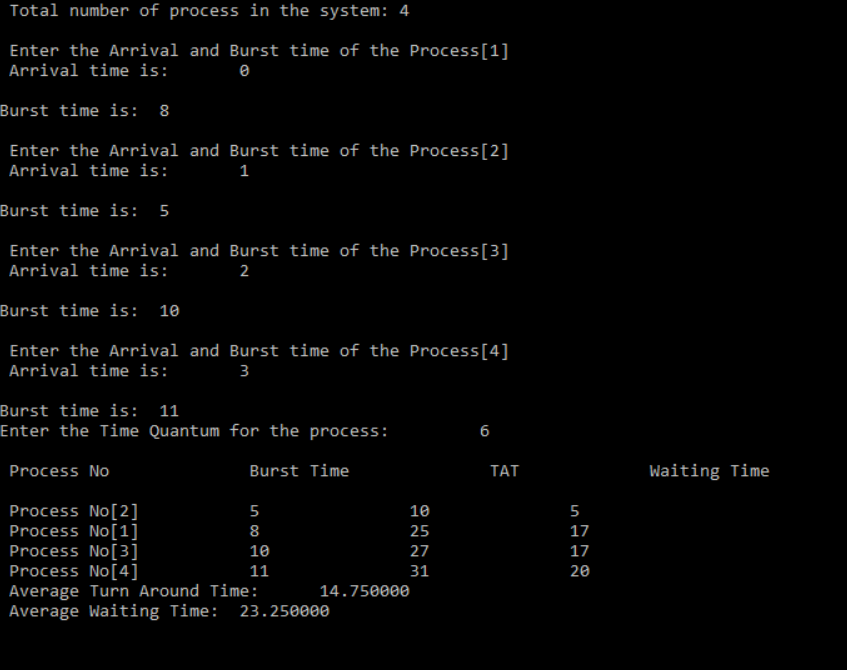 Total number of process in the system: 4
Enter the Arrival and Burst time of the Process[1]
Arrival time is: 0
Burst time is: 8
Enter the Arrival and Burst time of the Process[2]
Arrival time is: 1
Burst time is: 5
Enter the Arrival and Burst time of the Process[3]
Arrival time is: 2
Burst time is: 10
Enter the Arrival and Burst time of the Process[4]
Arrival time is: 3
Burst time is: 11
Enter the Time Quantum for the process: 6
Process No Burst Time TAT Waiting Time
Process No[2] 5 10 5
Process No[1] 8 25 17
Process No[3] 10 27 17
Process No[4] 11 31 20
Average Turn Around Time: 14.750000
Average Waiting Time: 23.250000